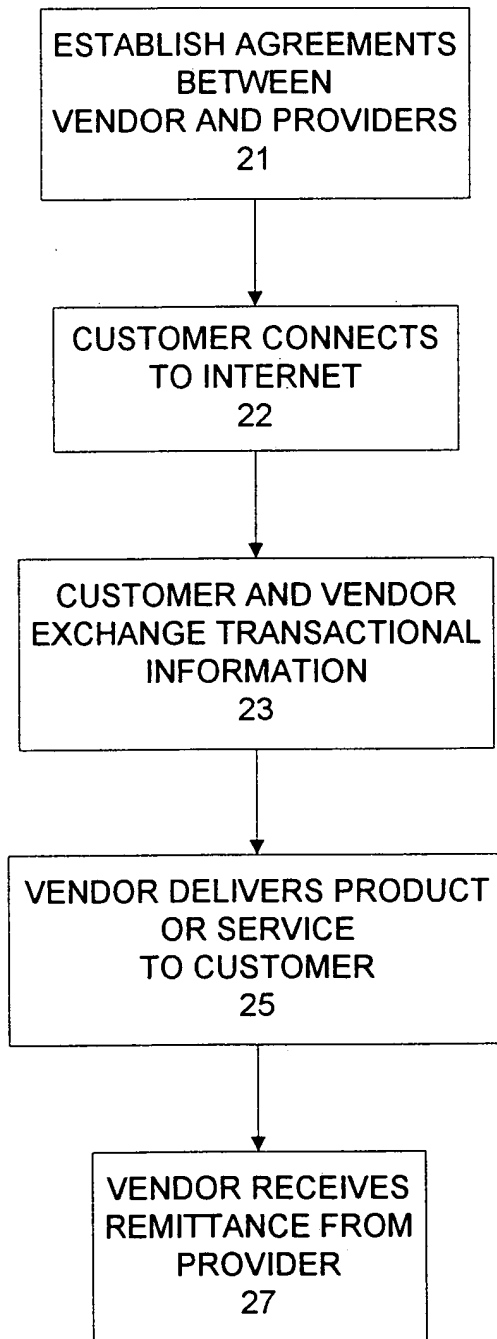 ESTABLISH AGREEMENTS
BETWEEN
VENDOR AND PROVIDERS
21
CUSTOMER CONNECTS
TO INTERNET
22
CUSTOMER AND VENDOR
EXCHANGE TRANSACTIONAL
INFORMATION
23
VENDOR DELIVERS PRODUCT
OR SERVICE
TO CUSTOMER
25
VENDOR RECEIVES
REMITTANCE FROM
PROVIDER
27